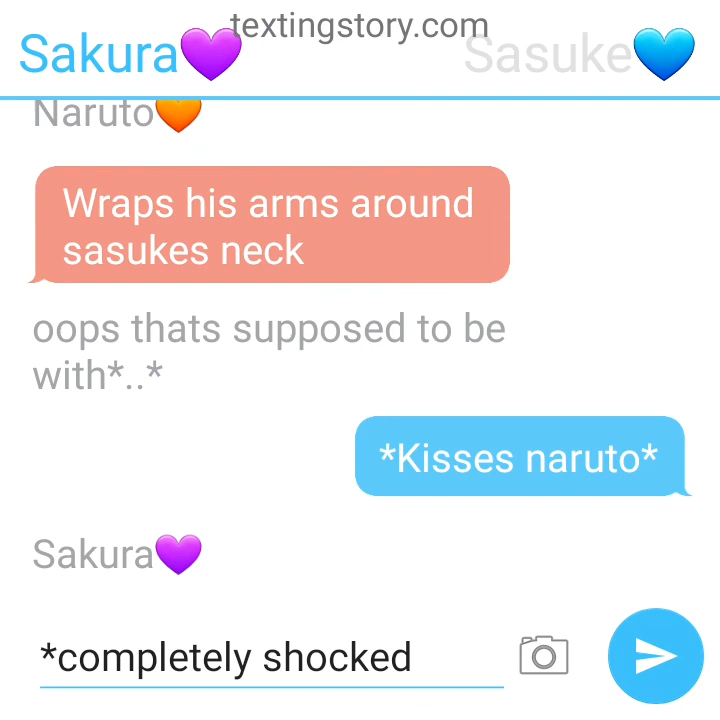 textingstory.com
Sakura💜 Sasuke💙
Naruto🧡
Wraps his arms around
sasukes neck
oops thats supposed to be
with*..*
*Kisses naruto*
Sakura💜
*completely shocked